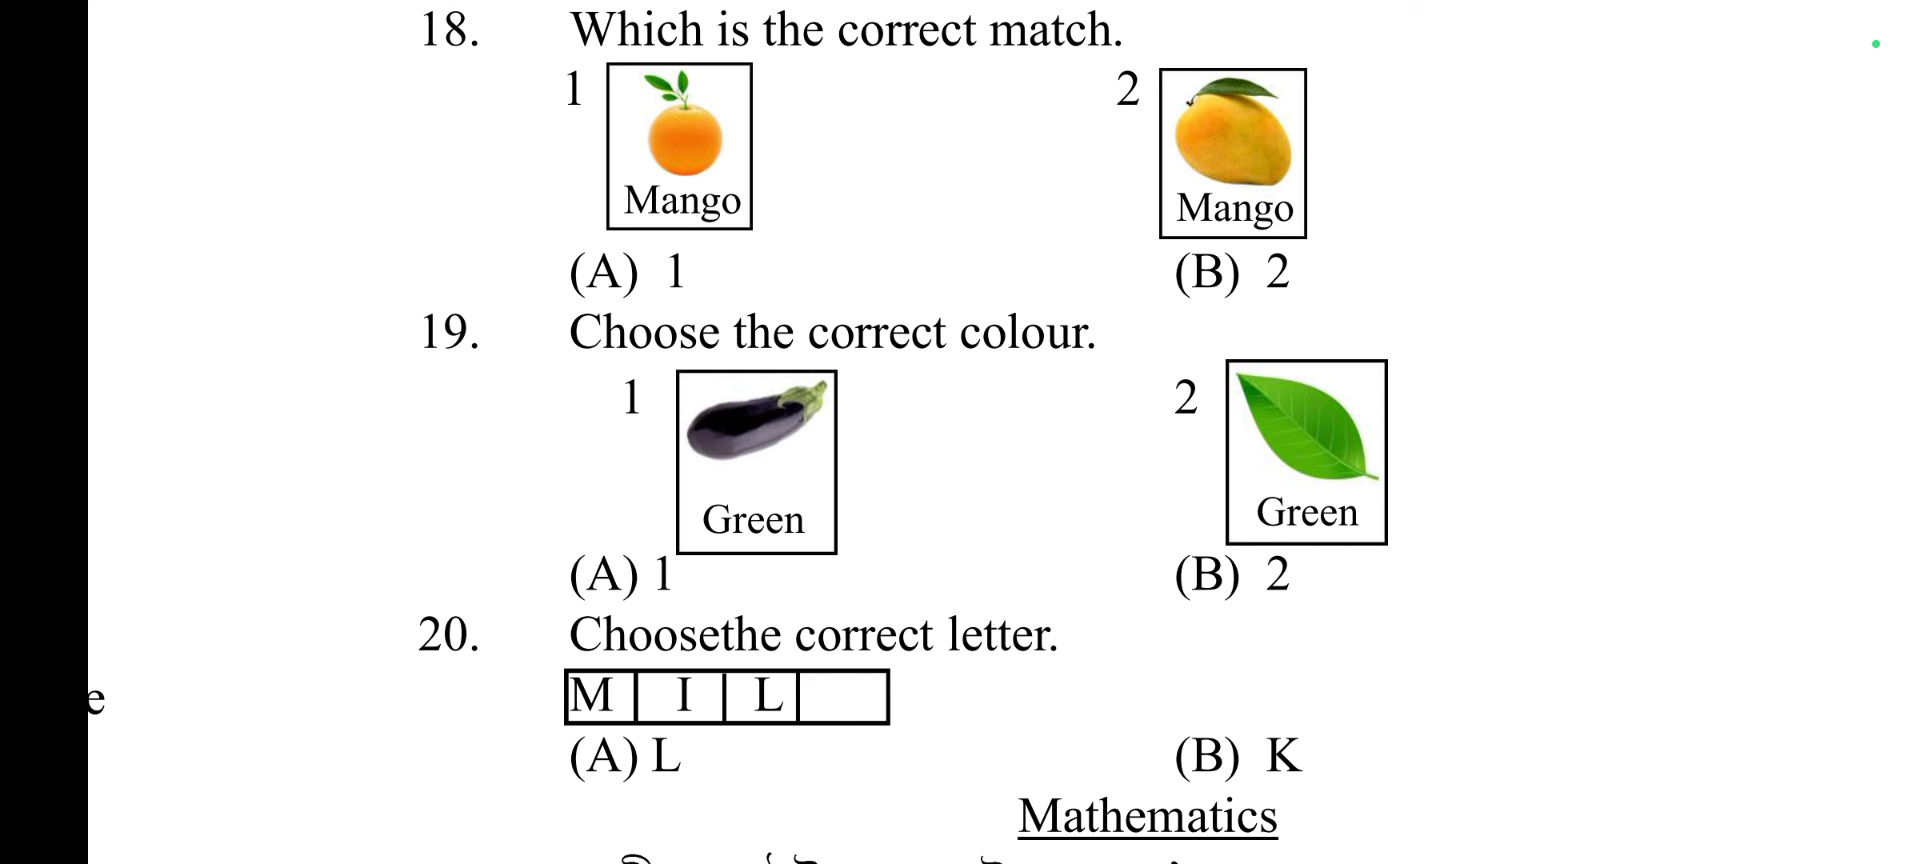 18. Which is the correct match.
1 2
Mango Mango
(A) 1 (B) 2
19. Choose the correct colour.
1 2
Green Green
(A) 1 (B) 2
20. Choosethe correct letter.
M I L
e
(A) L (B) K
Mathematics